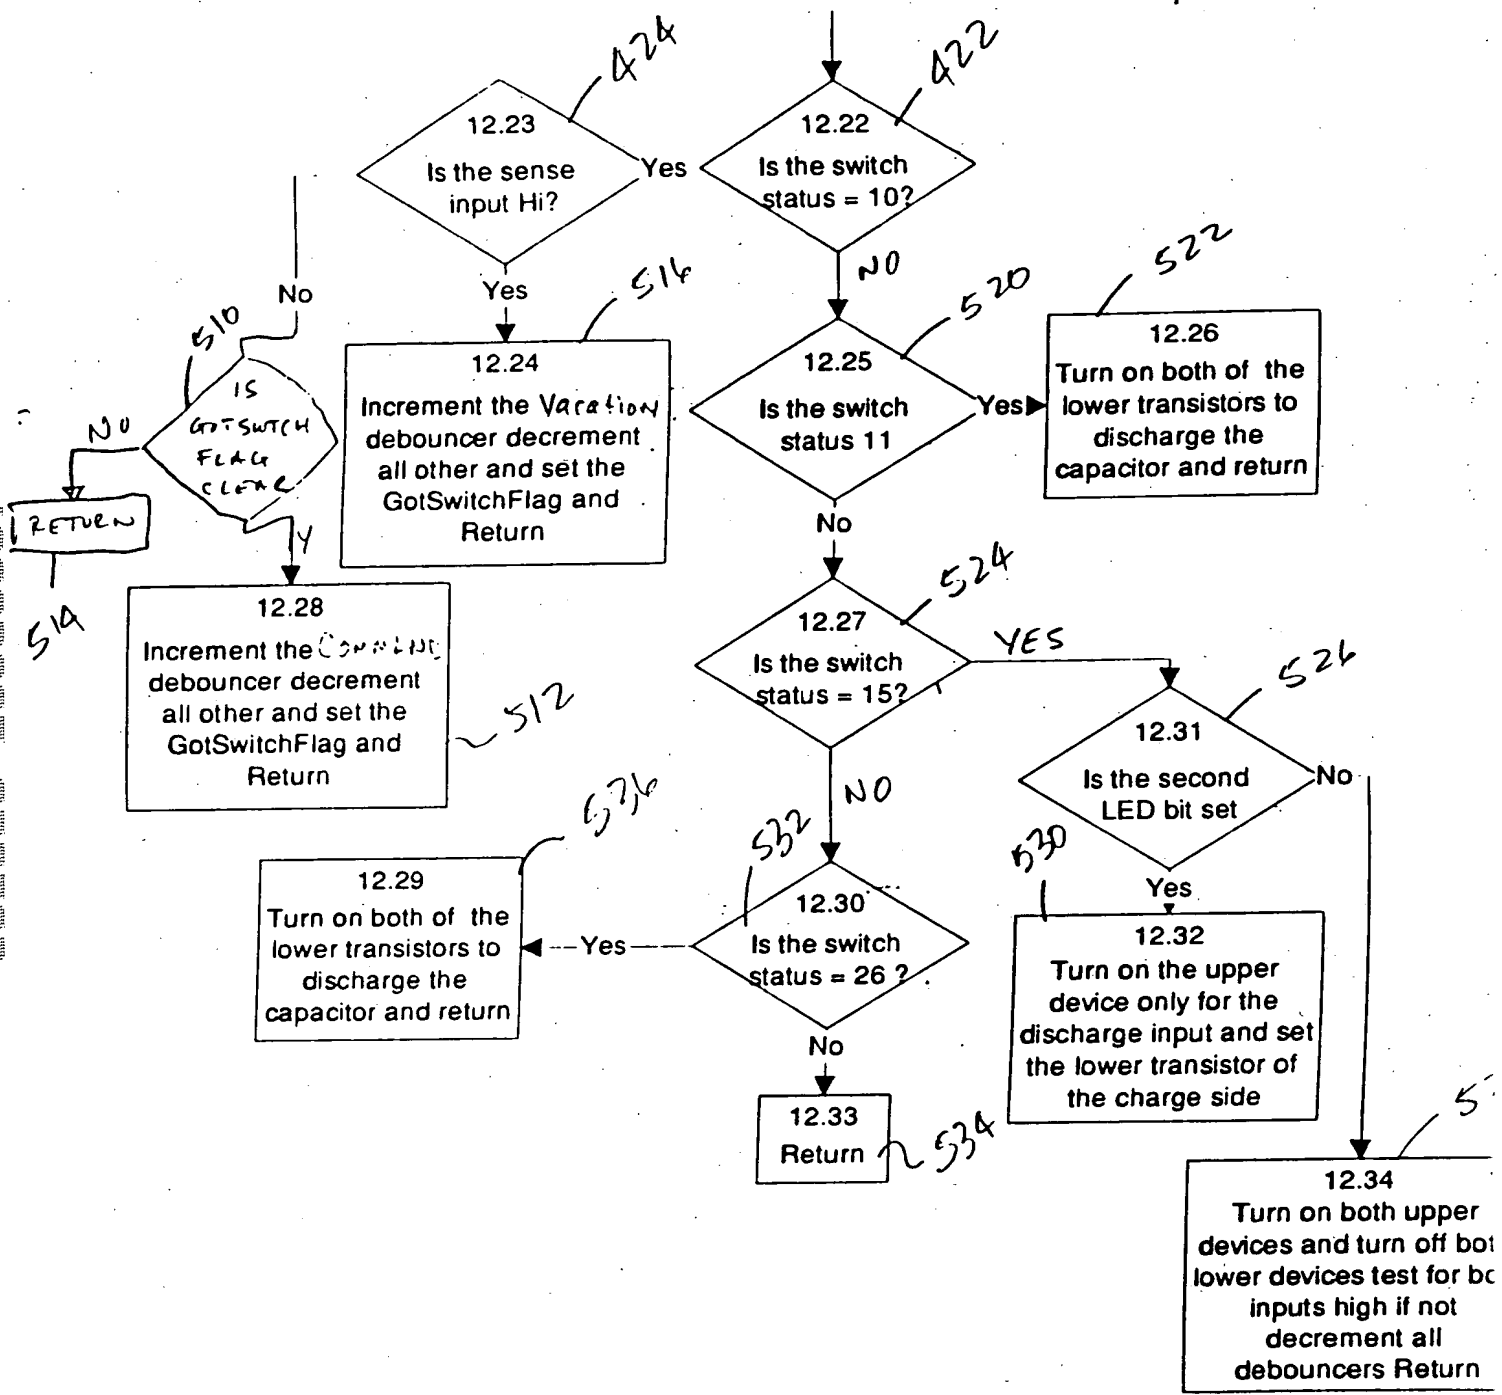 424
422
12.23
Is the sense
input Hi?
Yes
12.22
Is the switch
status = 10?
No
Yes
516
NO
520
522
510
IS
GOTSWTCH
FLAG
CLEAR
NO
RETURN
514
Y
12.24
Increment the Vacation
debouncer decrement
all other and set the
GotSwitchFlag and
Return
12.25
Is the switch
status 11
Yes
12.26
Turn on both of the
lower transistors to
discharge the
capacitor and return
No
524
12.28
Increment the
debouncer decrement
all other and set the
GotSwitchFlag and
Return
512
12.27
Is the switch
status = 15?
YES
526
12.31
Is the second
LED bit set
No
NO
536
532
530
12.29
Turn on both of the
lower transistors to
discharge the
capacitor and return
Yes
12.30
Is the switch
status = 26 ?
Yes
12.32
Turn on the upper
device only for the
discharge input and set
the lower transistor of
the charge side
No
12.33
Return
534
12.34
Turn on both upper
devices and turn off bot
lower devices test for bo
inputs high if not
decrement all
debouncers Return